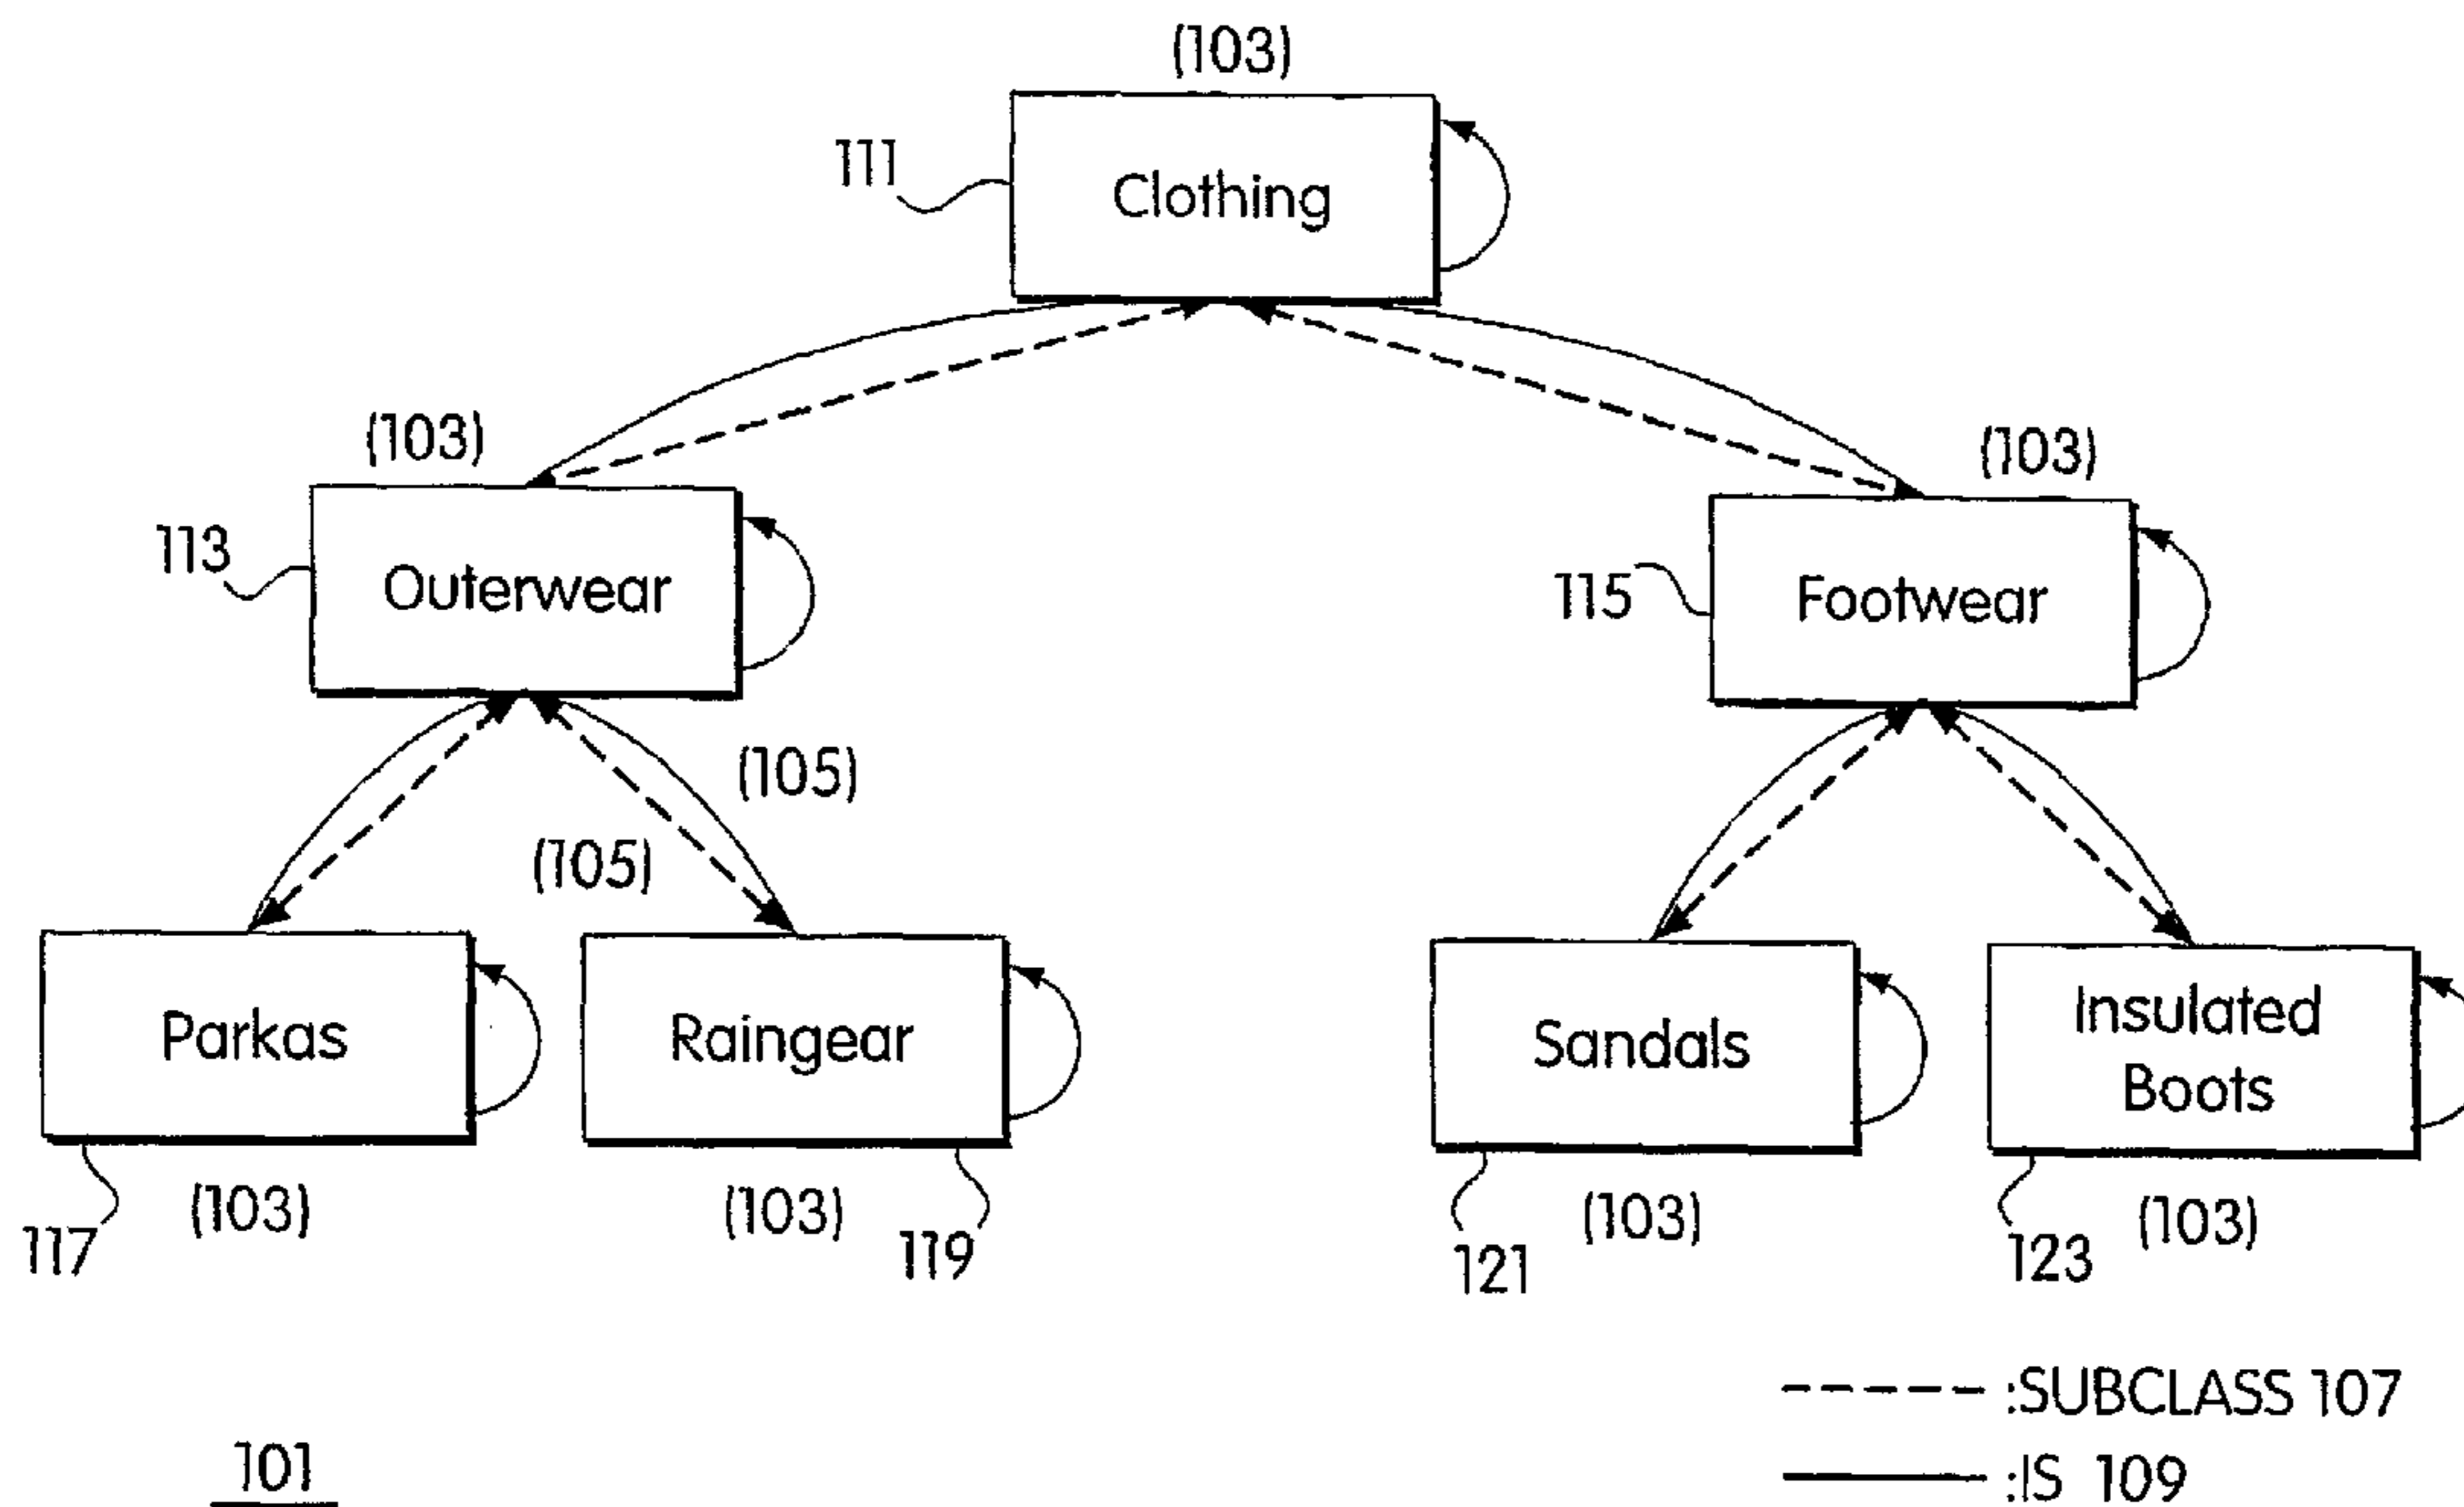 (103)
111
Clothing
(103)
(103)
113
Outerwear
115
Footwear
(105)
(105)
Parkas
Raingear
Sandals
Insulated
Boots
117
(103)
(103)
119
121
(103)
123
(103)
:SUBCLASS 107
101
:IS 109